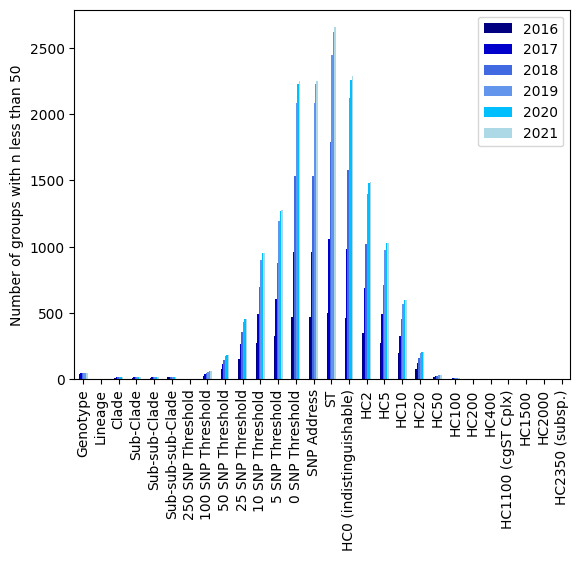 2016
2017
2018
2019
2020
2021
Number of groups with n less than 50
2500
2000
1500
1000
500
0
Genotype
Lineage
Clade
Sub-Clade
Sub-sub-Clade
Sub-sub-sub-Clade
250 SNP Threshold
100 SNP Threshold
50 SNP Threshold
25 SNP Threshold
10 SNP Threshold
5 SNP Threshold
0 SNP Threshold
SNP Address
ST
HC0 (indistinguishable)
HC2
HC5
HC10
HC20
HC50
HC100
HC200
HC400
HC1100 (cgST Cplx)
HC1500
HC2000
HC2350 (subsp.)